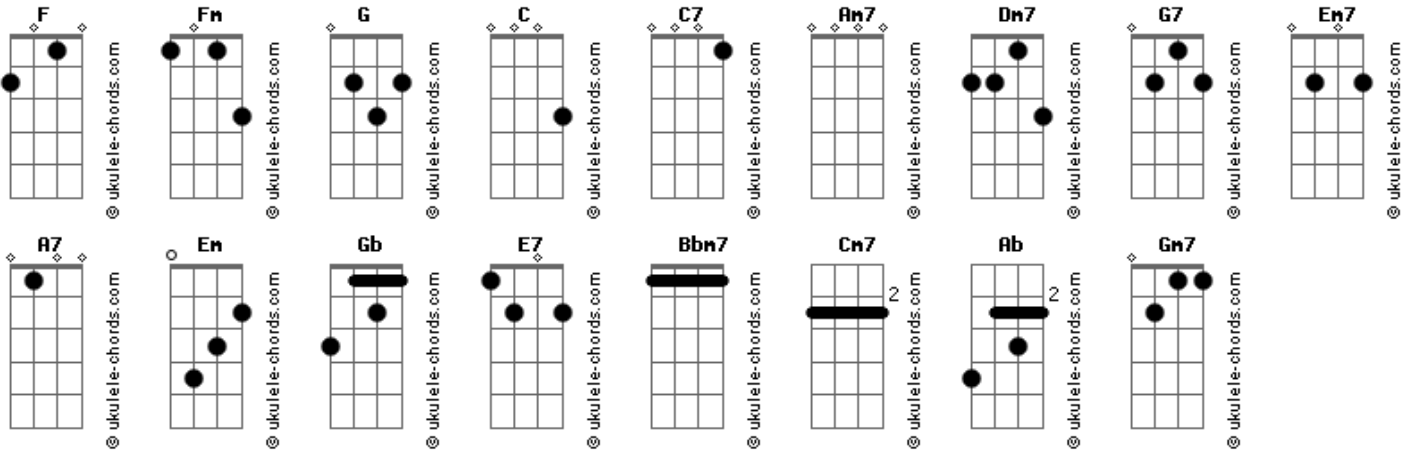 F Fm G C C7 Am7 Dm7 G7 Em7
© ukulele-chords.com © ukulele-chords.com © ukulele-chords.com © ukulele-chords.com © ukulele-chords.com © ukulele-chords.com © ukulele-chords.com © ukulele-chords.com © ukulele-chords.com
A7 Em Gb E7 Bbm7 Cm7 Ab Gm7
2 2
© ukulele-chords.com © ukulele-chords.com © ukulele-chords.com © ukulele-chords.com © ukulele-chords.com © ukulele-chords.com © ukulele-chords.com © ukulele-chords.com